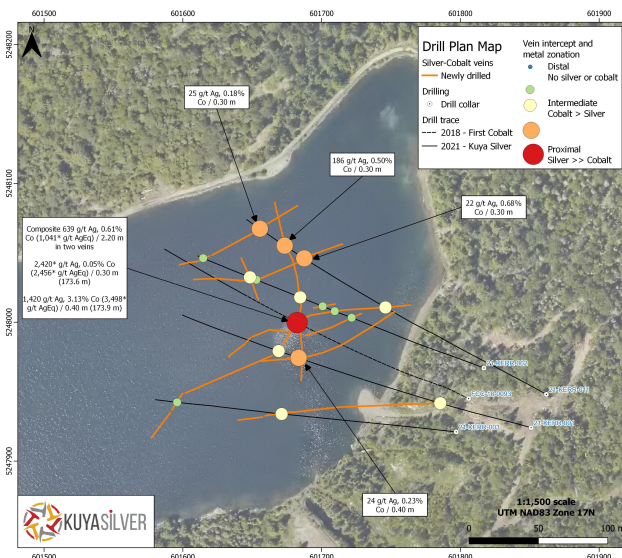 601500
601600
601700
601800
601900
5248200
5248100
5248000
5247900
N
Drill Plan Map
Silver-Cobalt veins
Newly drilled
Drilling
Drill collar
Drill trace
2018 - First Cobalt
2021 - Kuya Silver
Vein intercept and
metal zonation
Distal
No silver or cobalt
Intermediate
Cobalt > Silver
Proximal
Silver >> Cobalt
25 g/t Ag, 0.18%
Co / 0.30 m
186 g/t Ag, 0.50%
Co / 0.30 m
22 g/t Ag, 0.68%
Co / 0.30 m
Composite 639 g/t Ag, 0.61%
Co (1,041* g/t AgEq) / 2.20 m
in two veins
2,420* g/t Ag, 0.05% Co
(2,456* g/t AgEq) / 0.30 m
(173.6 m)
1,420 g/t Ag, 3.13% Co (3,498*
g/t AgEq) / 0.40 m (173.9 m)
24 g/t Ag, 0.23%
Co / 0.40 m
KUYASILVER
1:1,500 scale
UTM NAD83 Zone 17N
0
50
100 m
601500
601600
601700
601800
601900